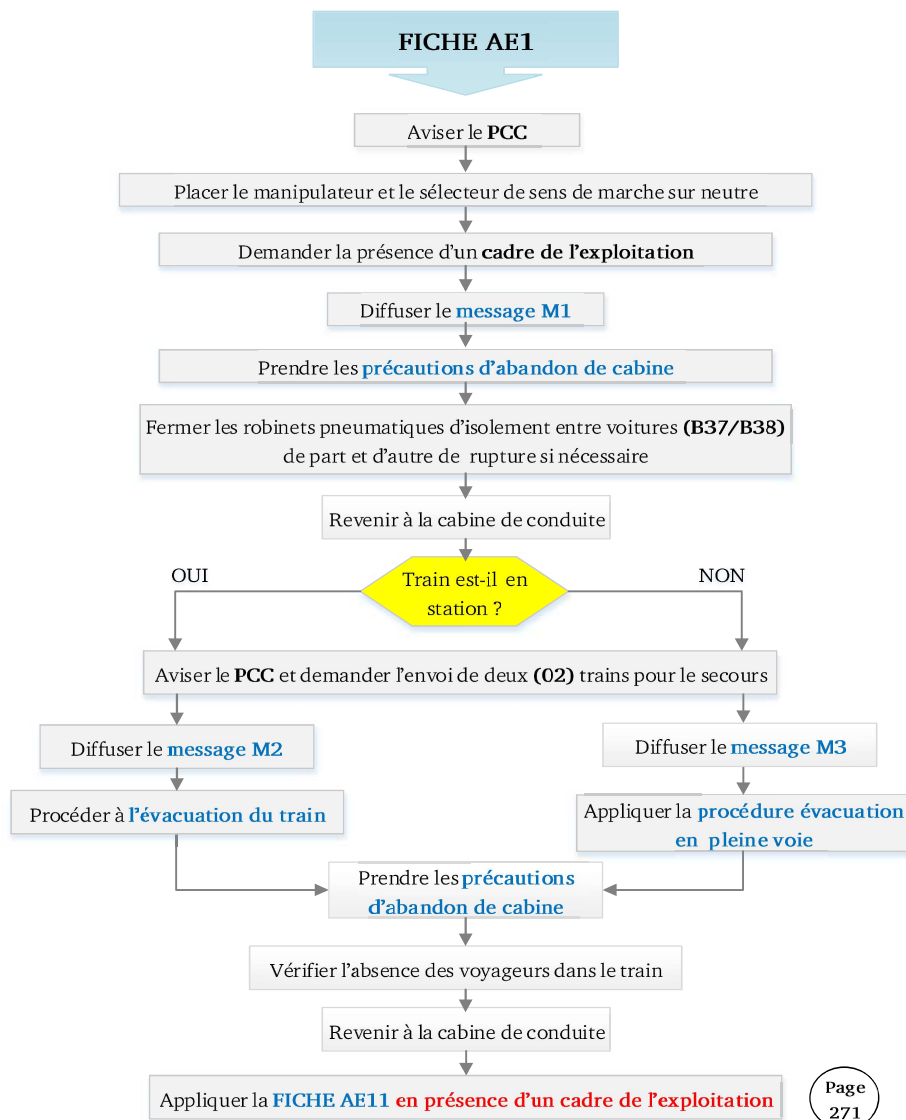 FICHE AE1
Aviser le PCC
Placer le manipulateur et le sélecteur de sens de marche sur neutre
Demander la présence d'un cadre de l'exploitation
Diffuser le message M1
Prendre les précautions d'abandon de cabine
Fermer les robinets pneumatiques d'isolement entre voitures (B37/B38)
de part et d'autre de rupture si nécessaire
Revenir à la cabine de conduite
OUI
Train est-il en
station ?
NON
Aviser le PCC et demander l'envoi de deux (02) trains pour le secours
Diffuser le message M2
Diffuser le message M3
Procéder à l'évacuation du train
Appliquer la procédure évacuation
en pleine voie
Prendre les précautions
d'abandon de cabine
Vérifier l'absence des voyageurs dans le train
Revenir à la cabine de conduite
Appliquer la FICHE AE11 en présence d'un cadre de l'exploitation
Page
271